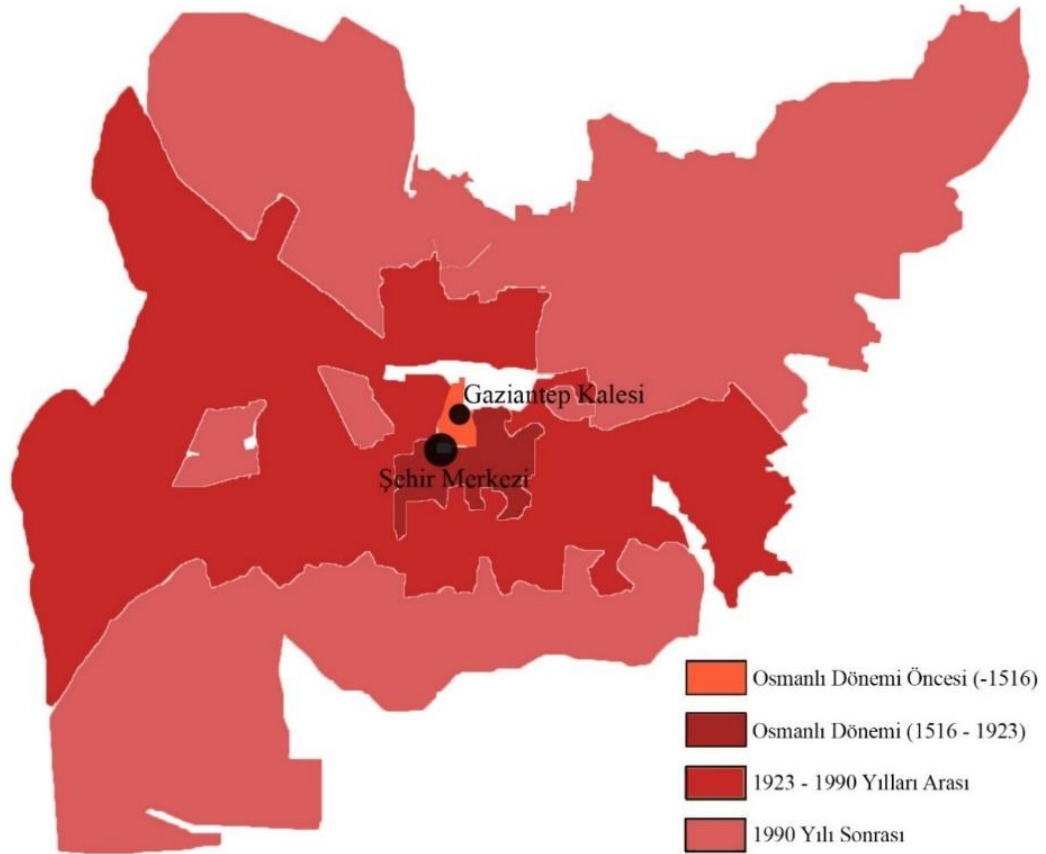 Gaziantep Kalesi
Şehir Merkezi
Osmanlı Dönemi Öncesi (-1516)
Osmanlı Dönemi (1516 - 1923)
1923 - 1990 Yılları Arası
1990 Yılı Sonrası